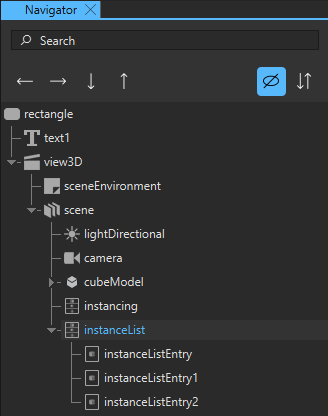 Navigator
Search
rectangle
text1
view3D
sceneEnvironment
scene
lightDirectional
camera
cubeModel
instancing
instanceList
instanceListEntry
instanceListEntry1
instanceListEntry2